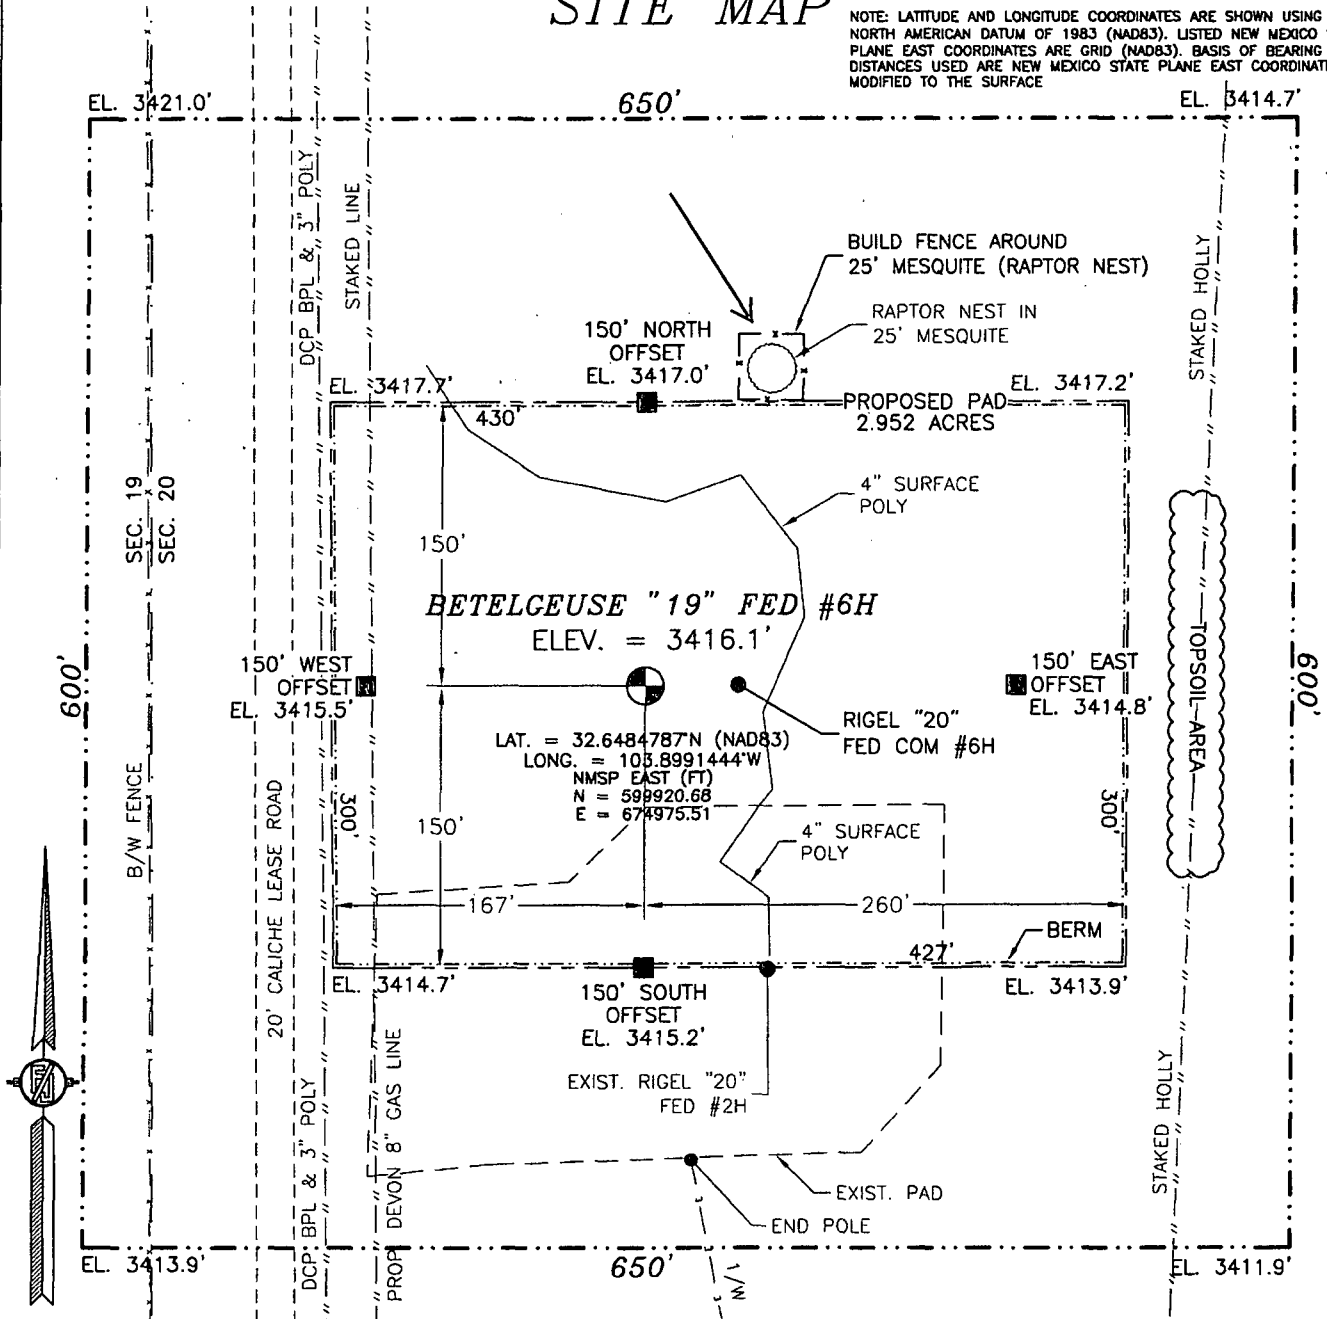 SITE MAP
NOTE: LATITUDE AND LONGITUDE COORDINATES ARE SHOWN USING
NORTH AMERICAN DATUM OF 1983 (NAD83). LISTED NEW MEXICO
PLANE EAST COORDINATES ARE GRID (NAD83). BASIS OF BEARING
DISTANCES USED ARE NEW MEXICO STATE PLANE EAST COORDINAT
MODIFIED TO THE SURFACE
EL. 3421.0'
650'
EL. 3414.7'
DCP BPL & 3" POLY
STAKED LINE
BUILD FENCE AROUND
25' MESQUITE (RAPTOR NEST)
RAPTOR NEST IN
25' MESQUITE
STAKED HOLLY
150' NORTH
OFFSET
EL. 3417.0'
EL. 3417.7'
EL. 3417.2'
430'
PROPOSED PAD
2.952 ACRES
SEC. 19
SEC. 20
4" SURFACE
POLY
150'
BETELGEUSE "19" FED #6H
ELEV. = 3416.1'
600'
150' WEST
OFFSET
EL. 3415.5'
150' EAST
OFFSET
EL. 3414.8'
TOPSOIL AREA
600'
RIGEL "20"
FED COM #6H
LAT. = 32.6484787°N (NAD83)
LONG. = 103.8991444°W
NMSP EAST (FT)
N = 599920.68
E = 674975.51
B/W FENCE
20' CALICHE LEASE ROAD
300'
150'
4" SURFACE
POLY
300'
167'
260'
BERM
427'
EL. 3414.7'
150' SOUTH
OFFSET
EL. 3415.2'
EL. 3413.9'
EXIST. RIGEL "20"
FED #2H
DCP BPL & 3" POLY
PROP. DEVON 8" GAS LINE
STAKED HOLLY
EXIST. PAD
END POLE
EL. 3413.9'
650'
1/W
EL. 3411.9'